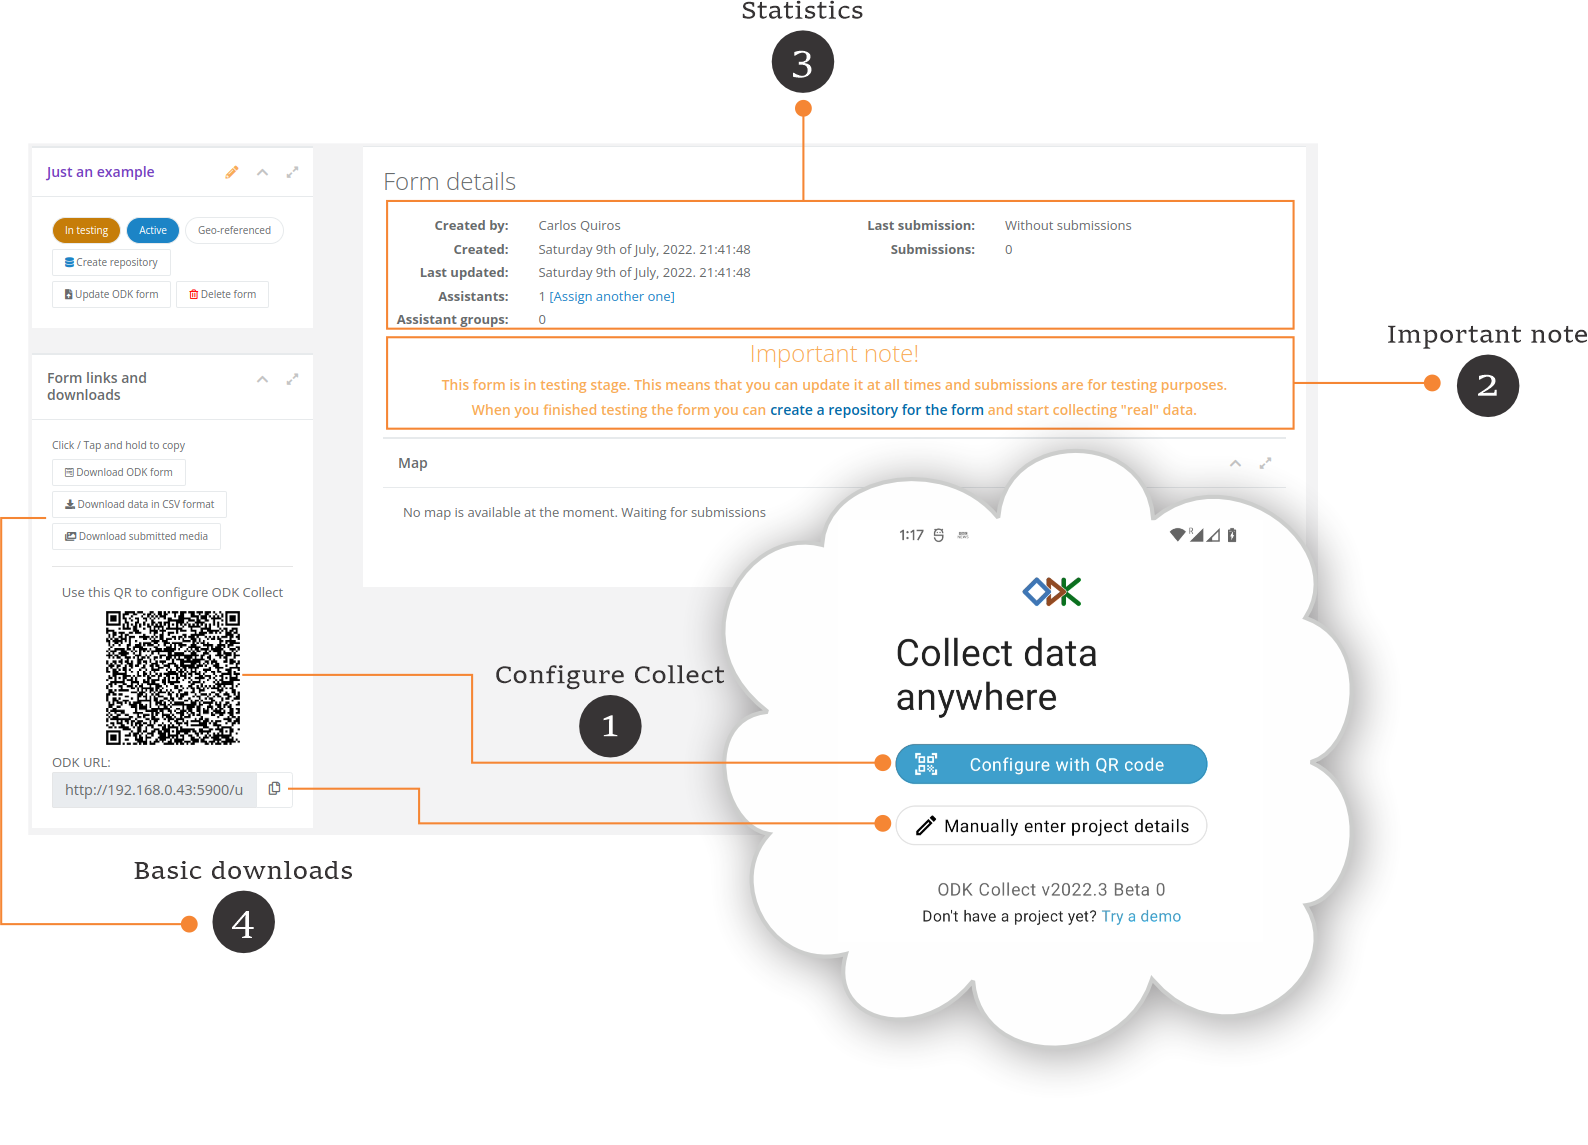 Statistics
3
Just an example
In testing
Active
Geo-referenced
Create repository
Update ODK form
Delete form
Form links and
downloads
Click / Tap and hold to copy
Download ODK form
Download data in CSV format
Download submitted media
Use this QR to configure ODK Collect
ODK URL:
http://192.168.0.43:5900/u
Form details
Created by: Carlos Quiros
Created: Saturday 9th of July, 2022. 21:41:48
Last updated: Saturday 9th of July, 2022. 21:41:48
Assistants: 1 [Assign another one]
Assistant groups: 0
Last submission: Without submissions
Submissions: 0
Important note!
This form is in testing stage. This means that you can update it at all times and submissions are for testing purposes.
When you finished testing the form you can create a repository for the form and start collecting "real" data.
Important note
2
Map
No map is available at the moment. Waiting for submissions
Configure Collect
1
1:17
R
ODK
Collect data
anywhere
Configure with QR code
Manually enter project details
ODK Collect v2022.3 Beta 0
Don't have a project yet? Try a demo
Basic downloads
4